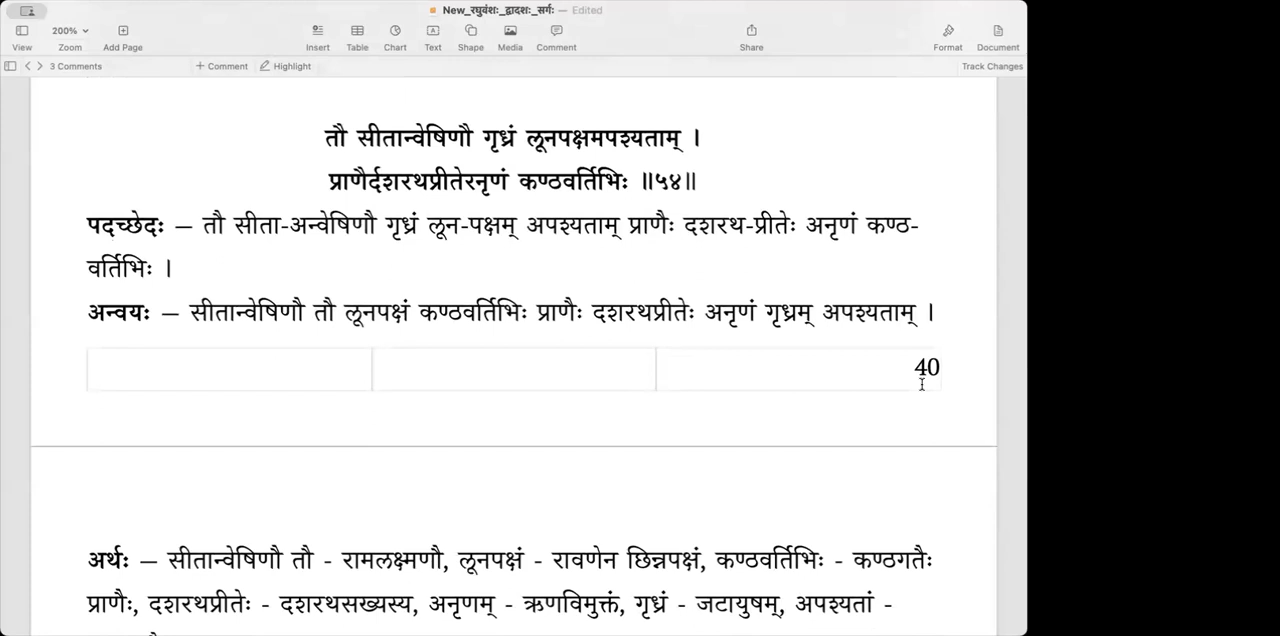 New_रघुवंशः_द्वादशः_सर्गः — Edited
200%
View Zoom Add Page Insert Table Chart Text Shape Media Comment Share Format Document
3 Comments + Comment Highlight Track Changes
तौ सीतान्वेषिणौ गृध्रं लूनपक्षमपश्यताम् ।
प्राणैर्दशरथप्रीतेरनृणं कण्ठवर्तिभिः ॥५४॥
पदच्छेदः – तौ सीता-अन्वेषिणौ गृध्रं लून-पक्षम् अपश्यताम् प्राणैः दशरथ-प्रीतेः अनृणं कण्ठ-
वर्तिभिः ।
अन्वयः – सीतान्वेषिणौ तौ लूनपक्षं कण्ठवर्तिभिः प्राणैः दशरथप्रीतेः अनृणं गृध्रम् अपश्यताम् ।
40
अर्थः – सीतान्वेषिणौ तौ - रामलक्ष्मणौ, लूनपक्षं - रावणेन छिन्नपक्षं, कण्ठवर्तिभिः - कण्ठगतैः
प्राणैः, दशरथप्रीतेः - दशरथसख्यस्य, अनृणम् - ऋणविमुक्तं, गृध्रं - जटायुषम्, अपश्यतां -